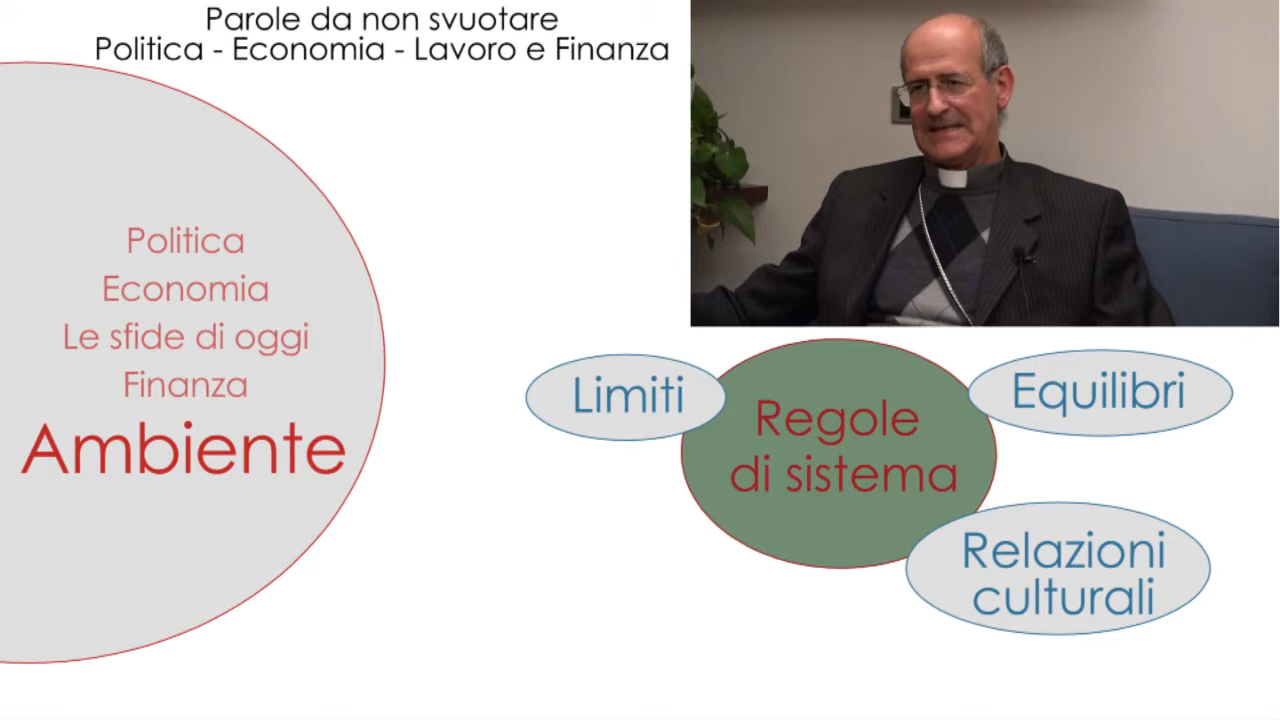 Parole da non svuotare
Politica - Economia - Lavoro e Finanza
Politica
Economia
Le sfide di oggi
Finanza
Ambiente
Limiti
Regole
di sistema
Equilibri
Relazioni
culturali